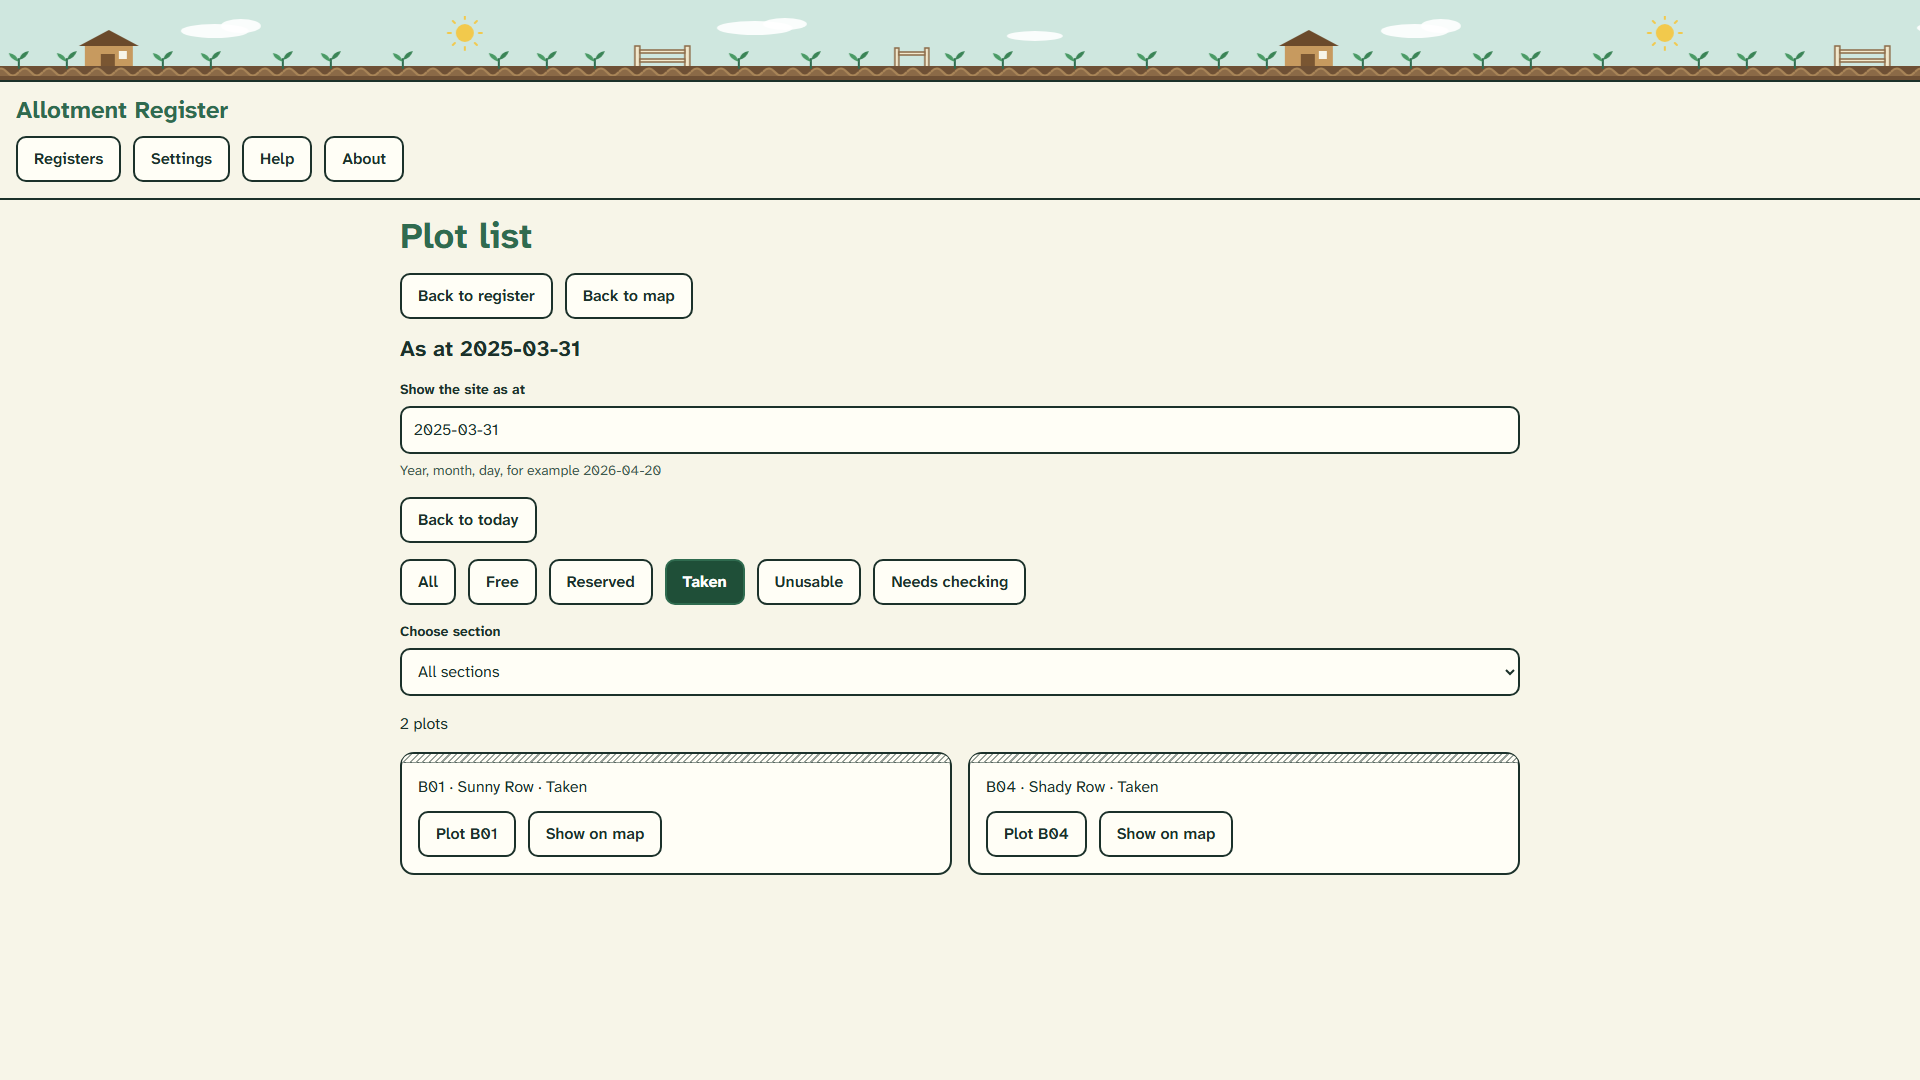 Allotment Register
Registers Settings Help About
Plot list
Back to register Back to map
As at 2025-03-31
Show the site as at
2025-03-31
Year, month, day, for example 2026-04-20
Back to today
All Free Reserved Taken Unusable Needs checking
Choose section
All sections
2 plots
B01 · Sunny Row · Taken
Plot B01 Show on map
B04 · Shady Row · Taken
Plot B04 Show on map